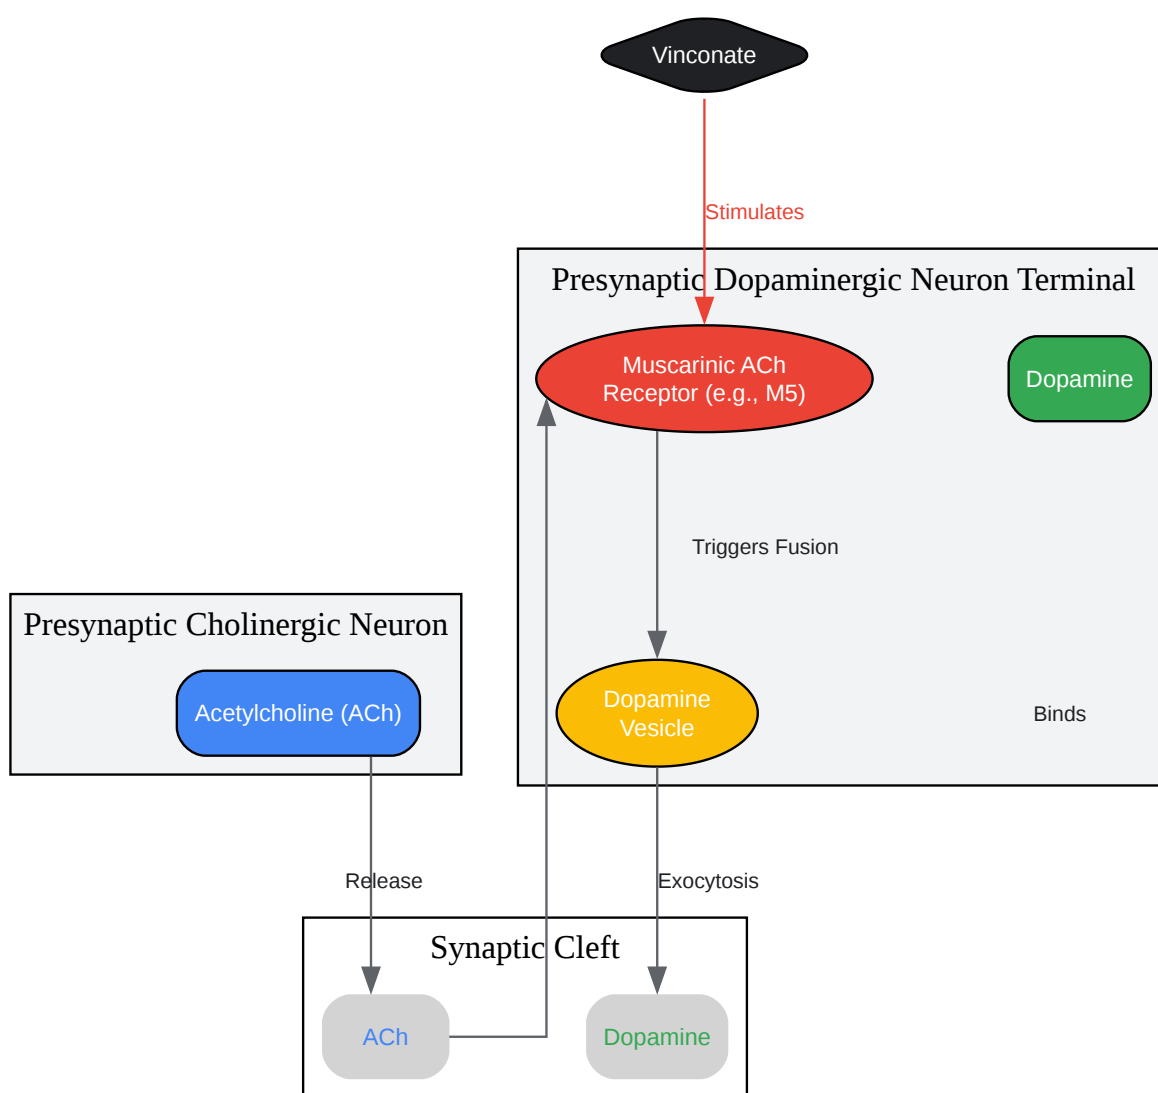 Vinconate
Stimulates
Presynaptic Dopaminergic Neuron Terminal
Muscarinic ACh
Receptor (e.g., M5)
Dopamine
Triggers Fusion
Presynaptic Cholinergic Neuron
Acetylcholine (ACh)
Dopamine
Vesicle
Binds
Release
Exocytosis
Synaptic Cleft
ACh
Dopamine